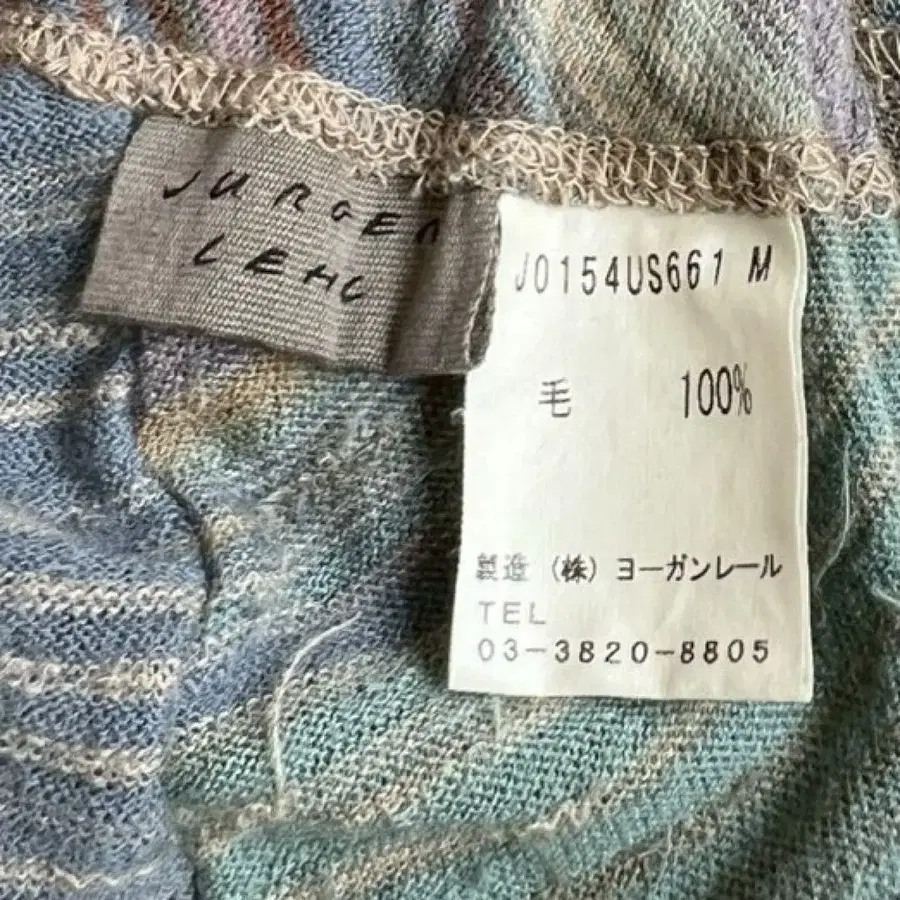 JURGEN
LEHL
J0154US661 M
毛 100%
製造 (株) ヨーガンレール
TEL
03-3820-8805